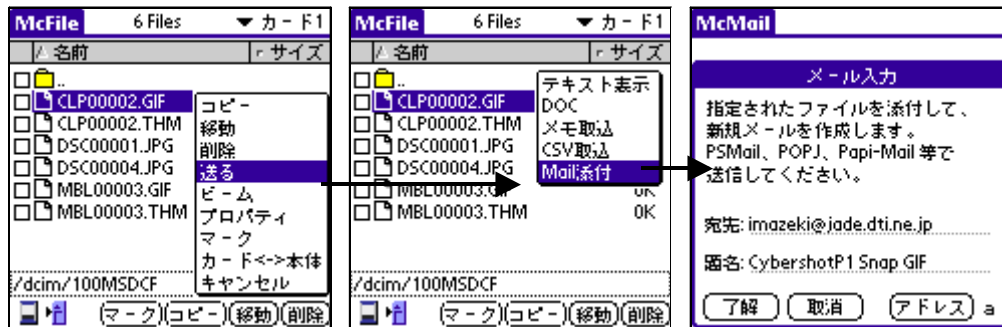 McFile 6 Files ▼ カード1
名前 サイズ
..
CLP00002.GIF
CLP00002.THM
DSC00001.JPG
DSC00004.JPG
MBL00003.GIF
MBL00003.THM
コピー
移動
削除
送る
ビーム
プロパティ
マーク
カード<->本体
キャンセル
/dcim/100MSDCF
マーク コピー 移動 削除
McFile 6 Files ▼ カード1
名前 サイズ
..
CLP00002.GIF
CLP00002.THM
DSC00001.JPG
DSC00004.JPG
MBL00003.GIF 0K
MBL00003.THM 0K
テキスト表示
DOC
メモ取込
CSV取込
Mail添付
/dcim/100MSDCF
マーク コピー 移動 削除
McMail
メール入力
指定されたファイルを添付して、
新規メールを作成します。
PSMail、POPJ、Papi-Mail等で
送信してください。
宛先: imazeki@jade.dti.ne.jp
題名: CybershotP1 Snap GIF
了解 取消 アドレス a